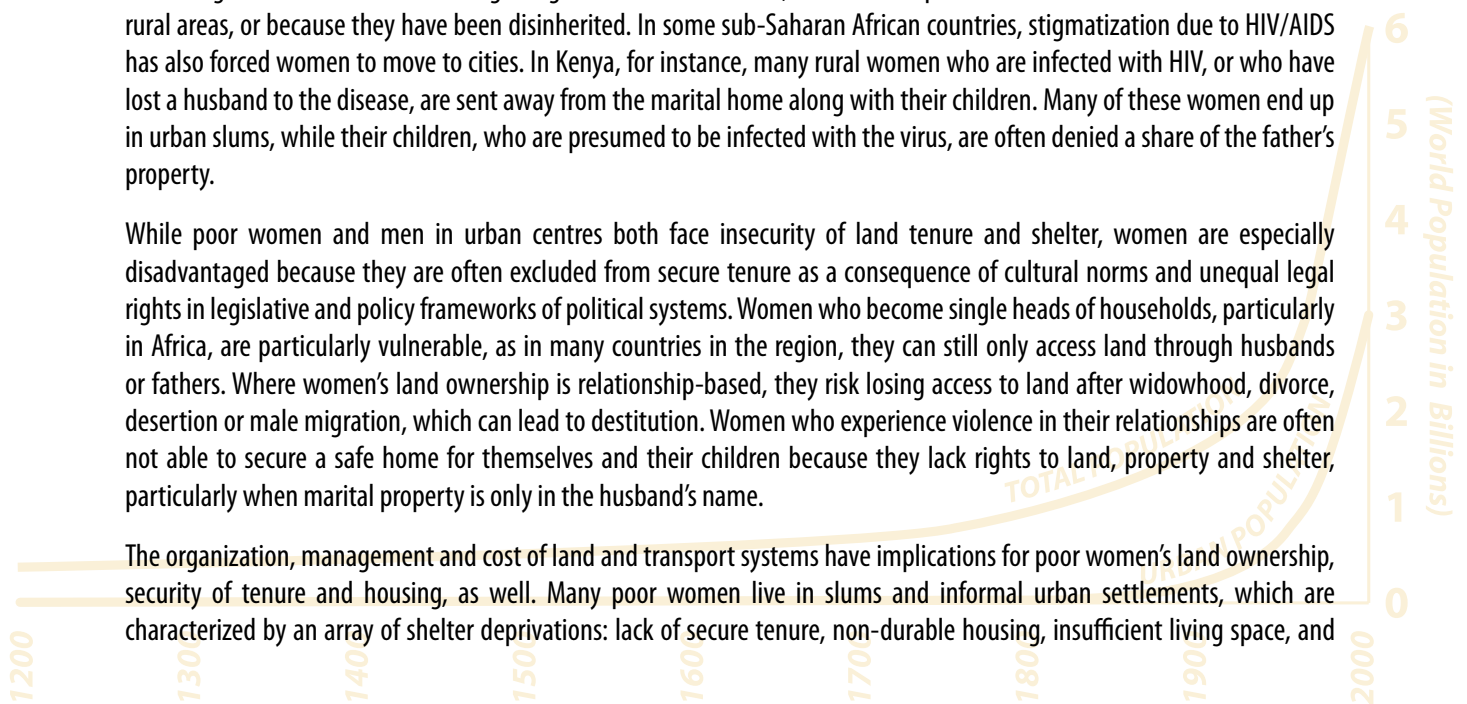 rural areas, or because they have been disinherited. In some sub-Saharan African countries, stigmatization due to HIV/AIDS
has also forced women to move to cities. In Kenya, for instance, many rural women who are infected with HIV, or who have
lost a husband to the disease, are sent away from the marital home along with their children. Many of these women end up
in urban slums, while their children, who are presumed to be infected with the virus, are often denied a share of the father's
property.
While poor women and men in urban centres both face insecurity of land tenure and shelter, women are especially
disadvantaged because they are often excluded from secure tenure as a consequence of cultural norms and unequal legal
rights in legislative and policy frameworks of political systems. Women who become single heads of households, particularly
in Africa, are particularly vulnerable, as in many countries in the region, they can still only access land through husbands
or fathers. Where women's land ownership is relationship-based, they risk losing access to land after widowhood, divorce,
desertion or male migration, which can lead to destitution. Women who experience violence in their relationships are often
not able to secure a safe home for themselves and their children because they lack rights to land, property and shelter,
particularly when marital property is only in the husband's name.
The organization, management and cost of land and transport systems have implications for poor women's land ownership,
security of tenure and housing, as well. Many poor women live in slums and informal urban settlements, which are
characterized by an array of shelter deprivations: lack of secure tenure, non-durable housing, insufficient living space, and
TOTAL POPULATION
URBAN POPULATION
6
5
4
3
2
1
0
(World Population in Billions)
1200
1300
1400
1500
1600
1700
1800
1900
2000